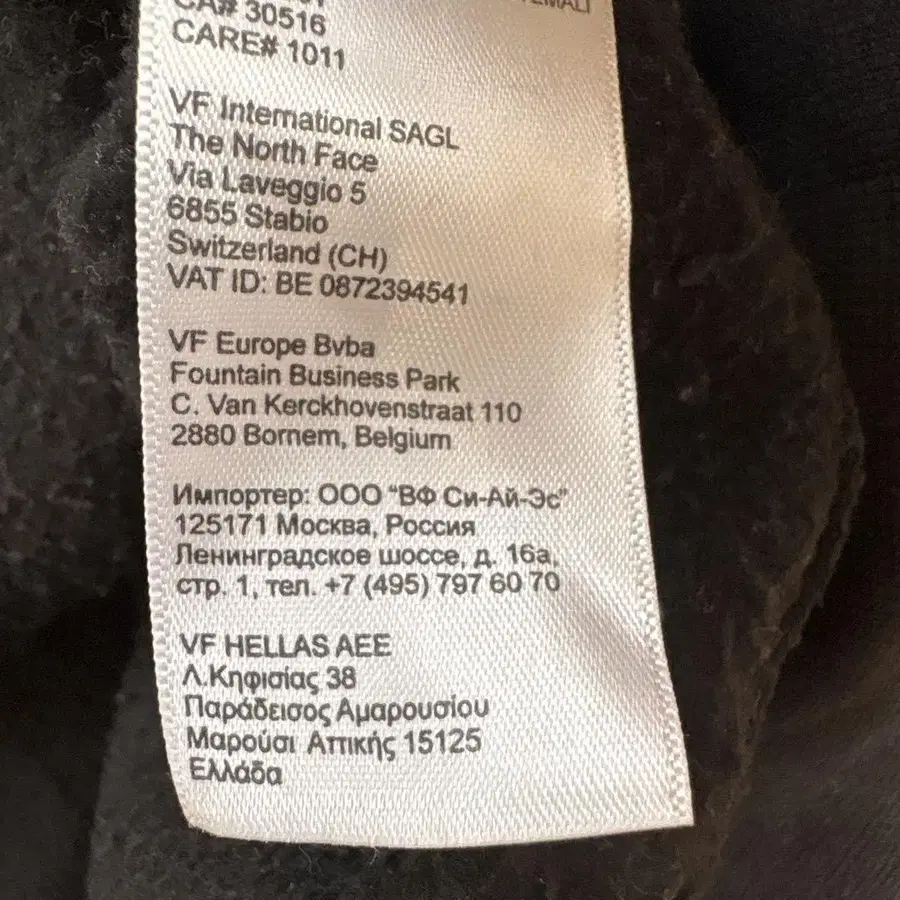 CA# 30516
CARE# 1011
VF International SAGL
The North Face
Via Laveggio 5
6855 Stabio
Switzerland (CH)
VAT ID: BE 0872394541
VF Europe Bvba
Fountain Business Park
C. Van Kerckhovenstraat 110
2880 Bornem, Belgium
Импортер: ООО "ВФ Си-Ай-Эс"
125171 Москва, Россия
Ленинградское шоссе, д. 16а,
стр. 1, тел. +7 (495) 797 60 70
VF HELLAS AEE
Λ.Κηφισίας 38
Παράδεισος Αμαρουσίου
Μαρούσι Αττικής 15125
Ελλάδα